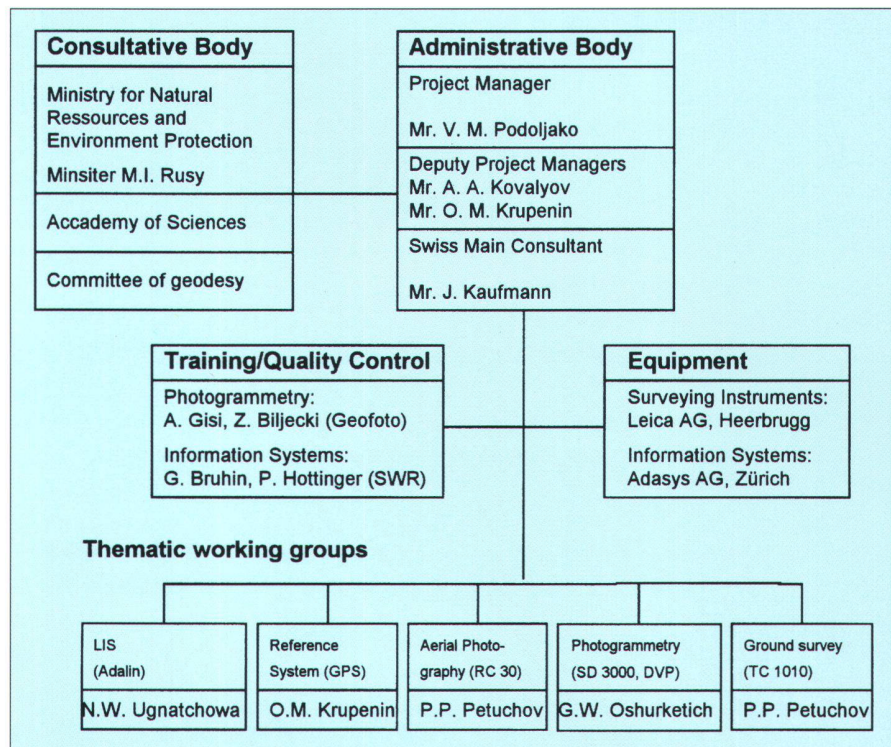 Consultative Body
Ministry for Natural
Ressources and
Environment Protection
Minsiter M.I. Rusy
Accademy of Sciences
Committee of geodesy
Administrative Body
Project Manager
Mr. V. M. Podoljako
Deputy Project Managers
Mr. A. A. Kovalyov
Mr. O. M. Krupenin
Swiss Main Consultant
Mr. J. Kaufmann
Training/Quality Control
Photogrammetry:
A. Gisi, Z. Biljecki (Geofoto)
Information Systems:
G. Bruhin, P. Hottinger (SWR)
Equipment
Surveying Instruments:
Leica AG, Heerbrugg
Information Systems:
Adasys AG, Zürich
Thematic working groups
LIS
(Adalin)
N.W. Ugnatchowa
Reference
System (GPS)
O.M. Krupenin
Aerial Photo-
graphy (RC 30)
P.P. Petuchov
Photogrammetry
(SD 3000, DVP)
G.W. Oshurketich
Ground survey
(TC 1010)
P.P. Petuchov